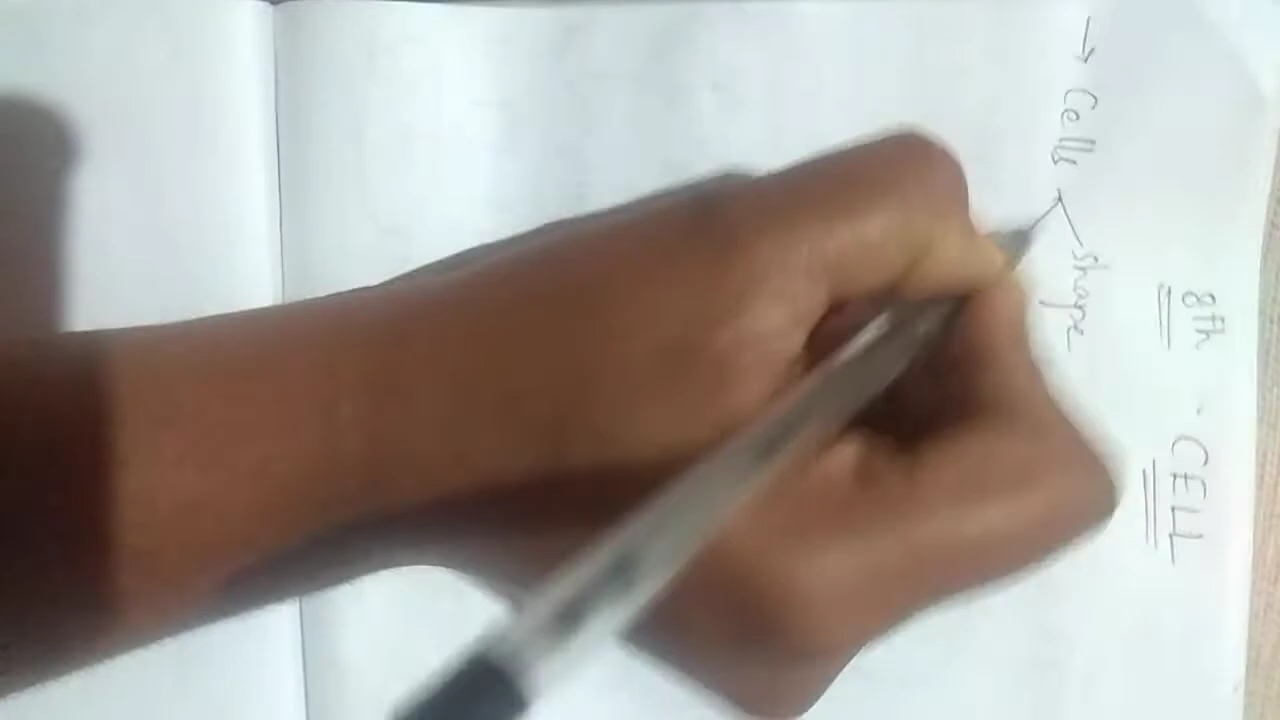 8th - CELL
→ Cells < Shape